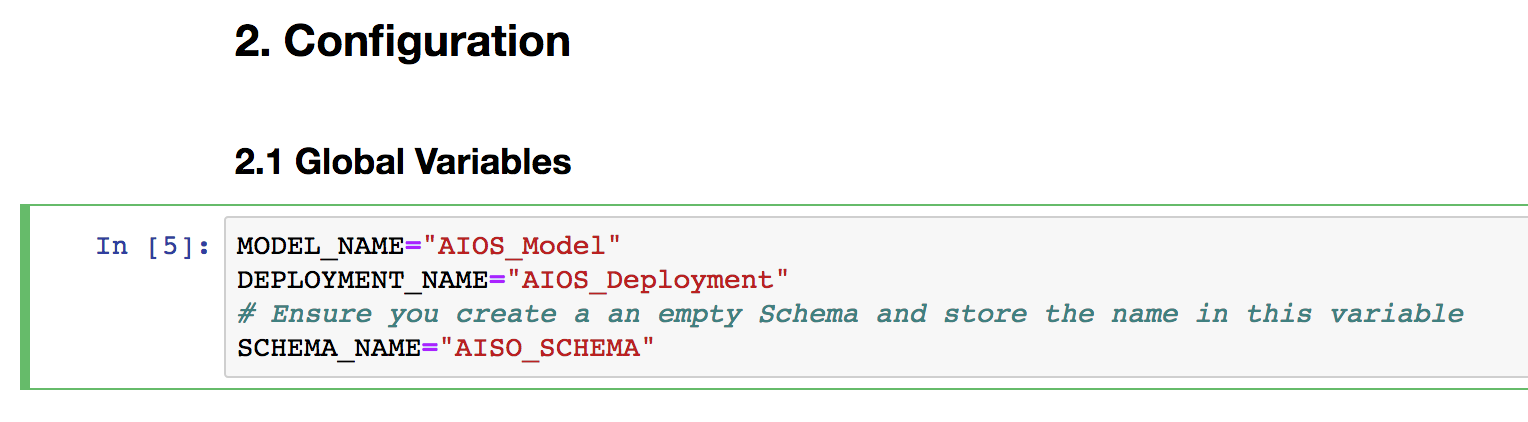 2. Configuration
2.1 Global Variables
In [5]:
MODEL_NAME="AIOS_Model"
DEPLOYMENT_NAME="AIOS_Deployment"
# Ensure you create a an empty Schema and store the name in this variable
SCHEMA_NAME="AISO_SCHEMA"